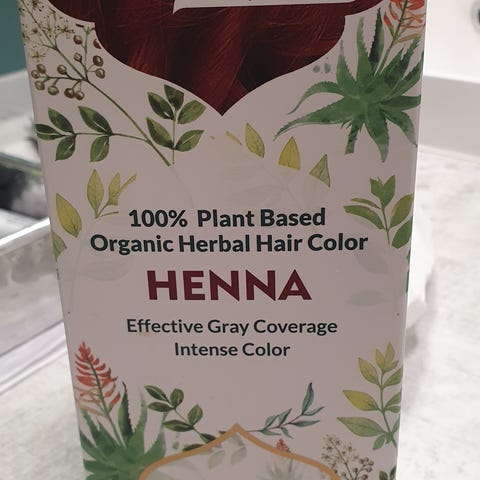 100% Plant Based
Organic Herbal Hair Color
HENNA
Effective Gray Coverage
Intense Color